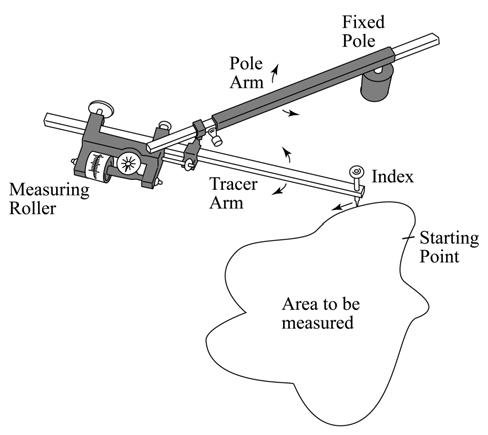 Fixed
Pole
Pole
Arm
Measuring
Roller
Tracer
Arm
Index
Starting
Point
Area to be
measured